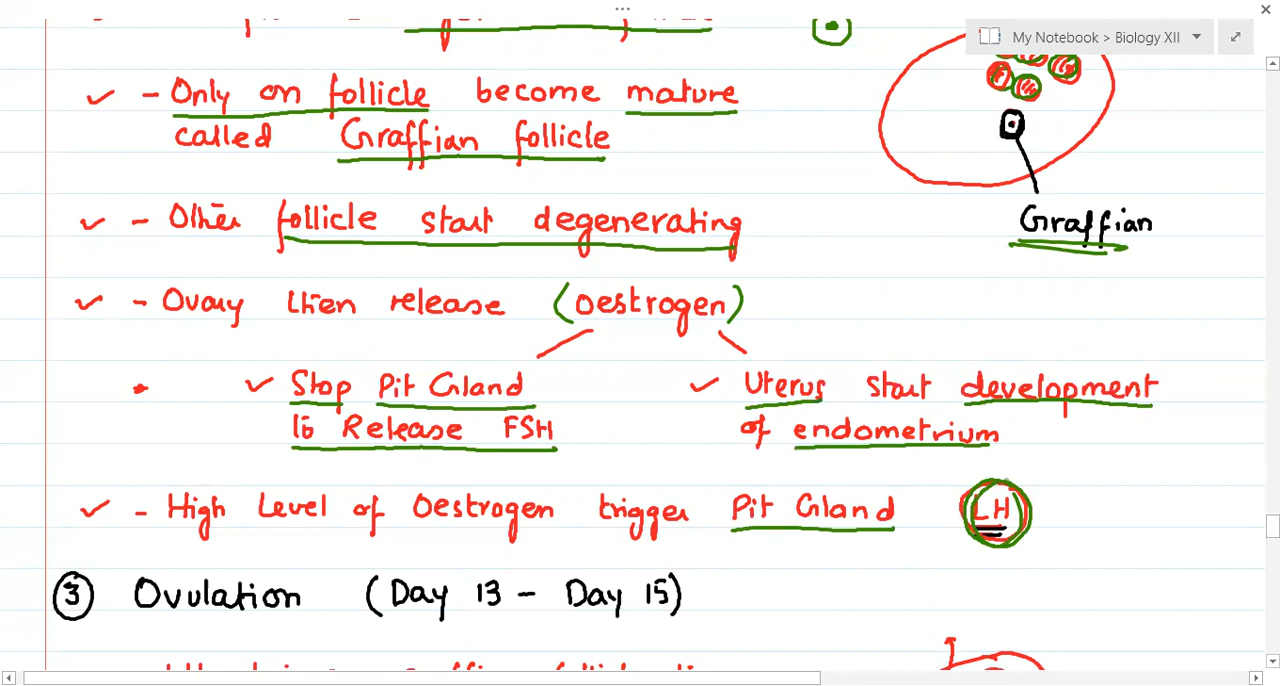 My Notebook > Biology XII
- Only on follicle become mature
called Graffian follicle
- Other follicle start degenerating
Graffian
- Ovary then release (Oestrogen)
Stop Pit Gland
to Release FSH
Uterus start development
of endometrium
- High Level of Oestrogen trigger Pit Gland LH
3 Ovulation (Day 13 - Day 15)